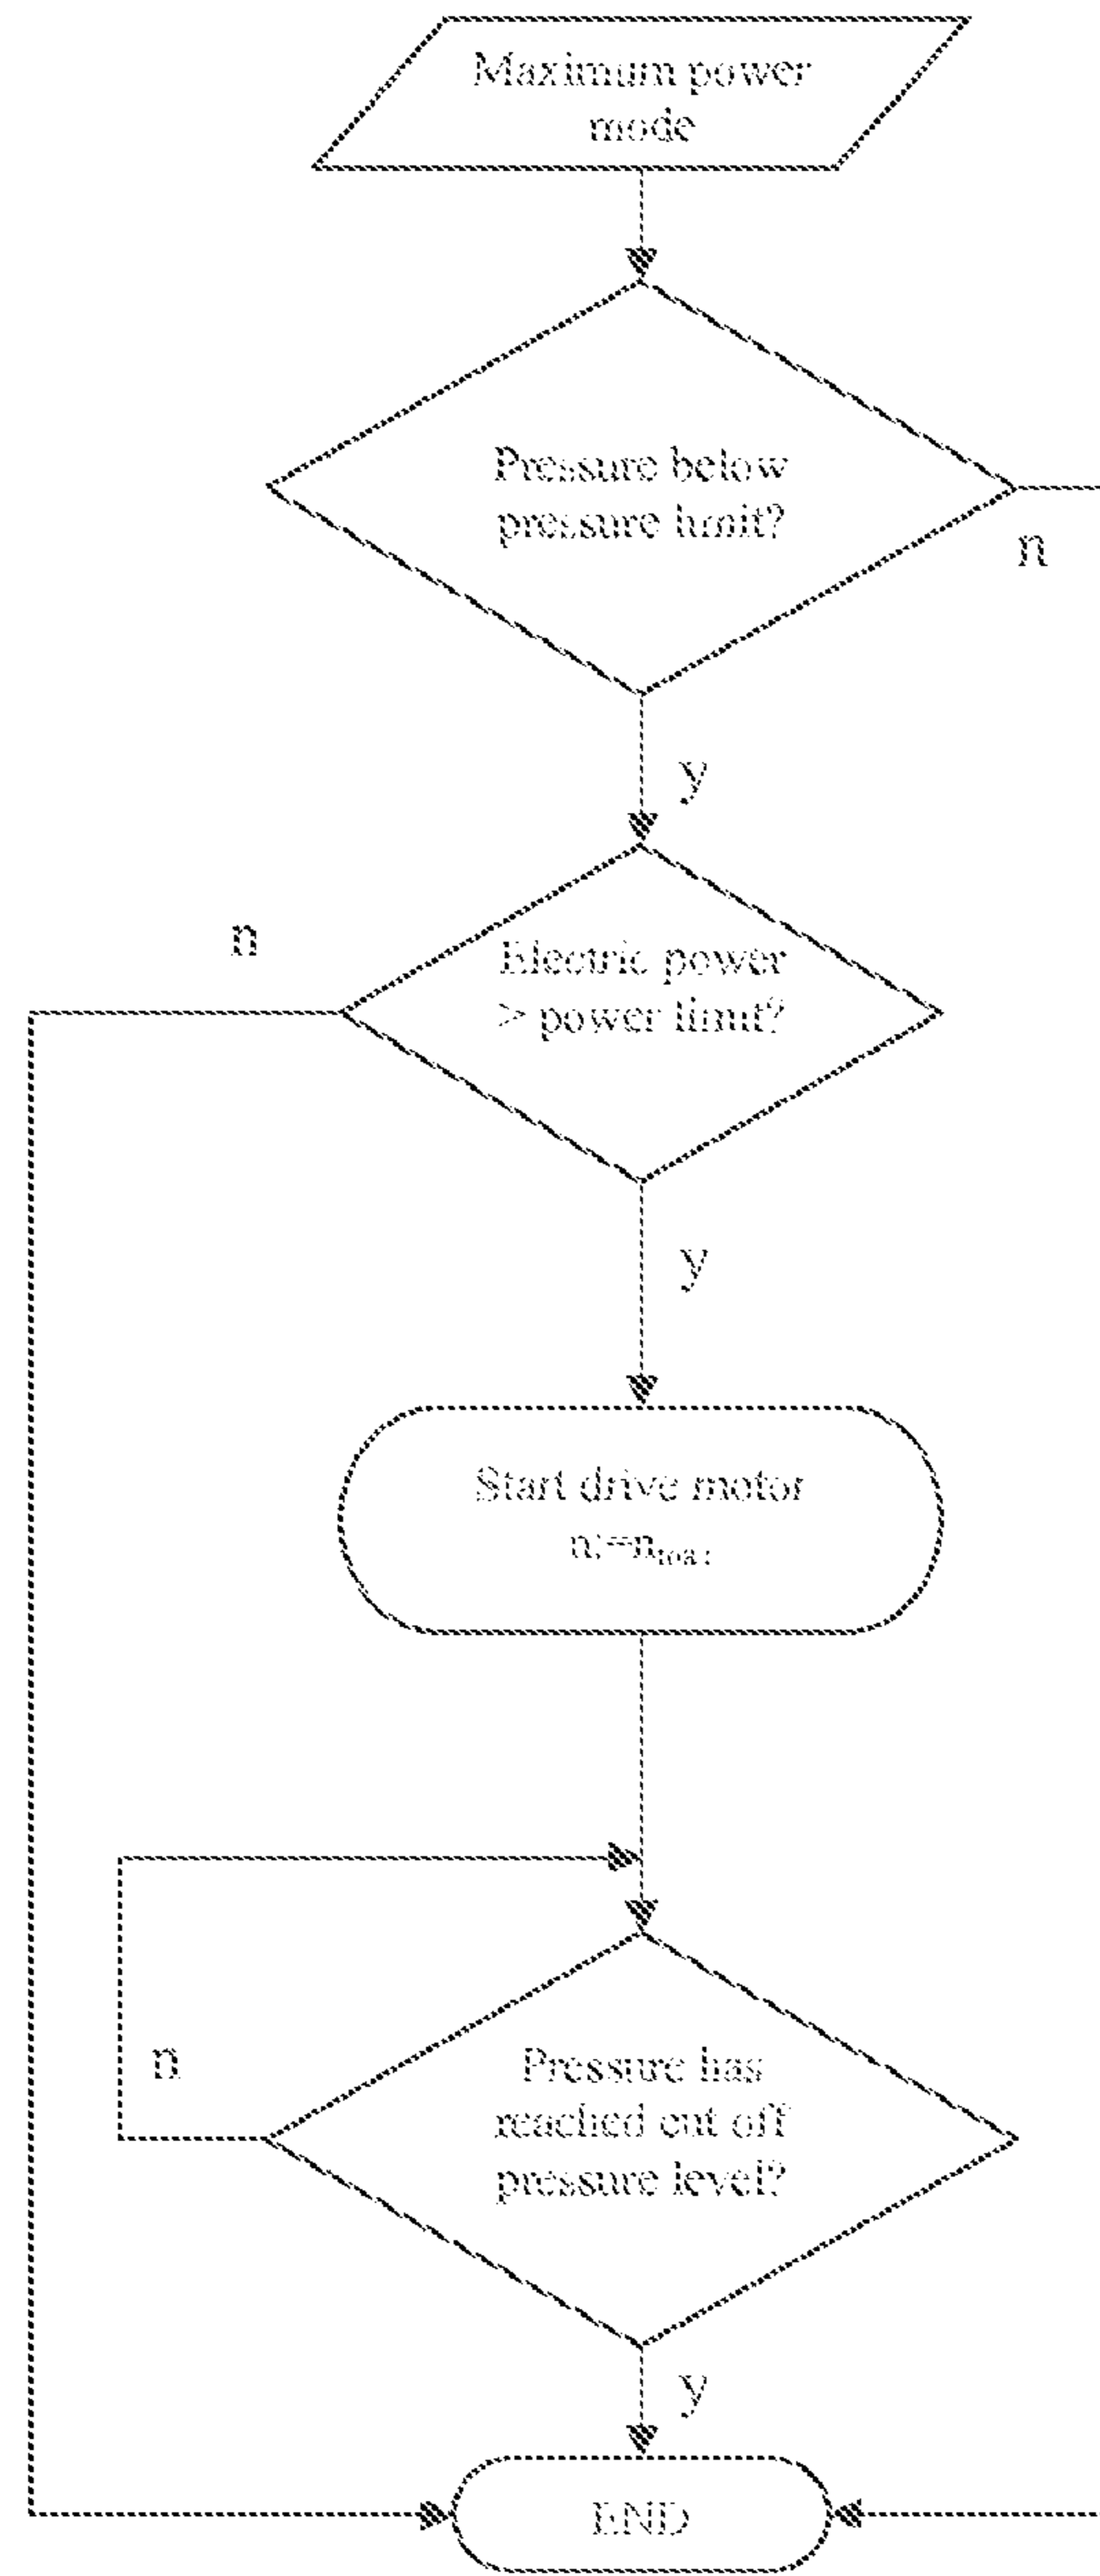 Maximum power
mode
Pressure below
pressure limit?
n
y
Electric power
> power limit?
n
y
Start drive motor
Pressure has
reached cut off
pressure level?
n
y
END